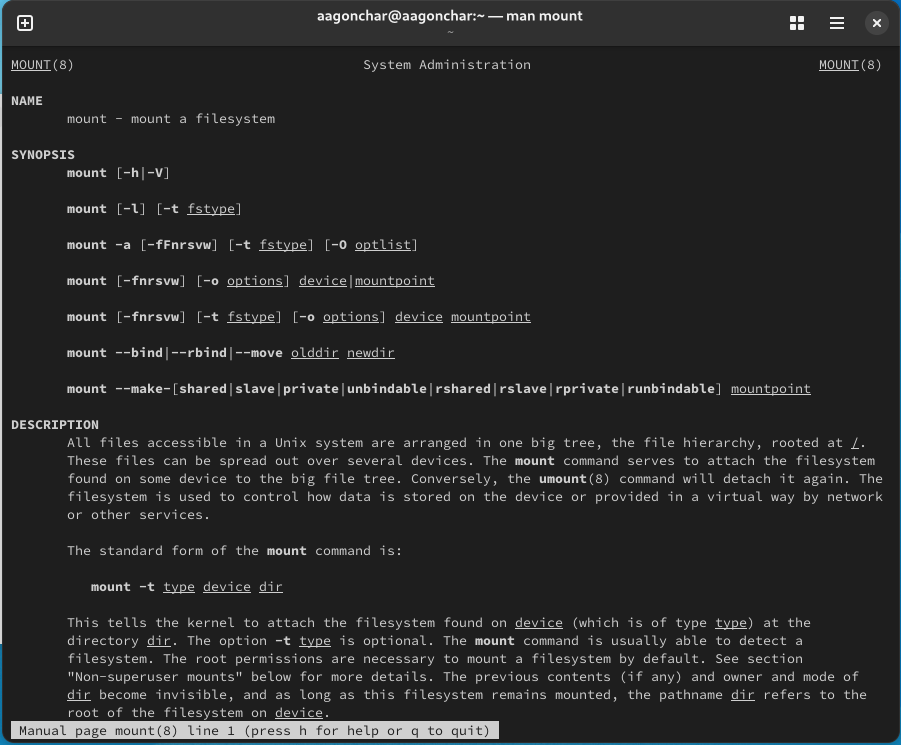 aagonchar@aagonchar:~ — man mount
~
MOUNT(8) System Administration MOUNT(8)
NAME
mount - mount a filesystem
SYNOPSIS
mount [-h|-V]
mount [-l] [-t fstype]
mount -a [-fFnrsvw] [-t fstype] [-O optlist]
mount [-fnrsvw] [-o options] device|mountpoint
mount [-fnrsvw] [-t fstype] [-o options] device mountpoint
mount --bind|--rbind|--move olddir newdir
mount --make-[shared|slave|private|unbindable|rshared|rslave|rprivate|runbindable] mountpoint
DESCRIPTION
All files accessible in a Unix system are arranged in one big tree, the file hierarchy, rooted at /.
These files can be spread out over several devices. The mount command serves to attach the filesystem
found on some device to the big file tree. Conversely, the umount(8) command will detach it again. The
filesystem is used to control how data is stored on the device or provided in a virtual way by network
or other services.
The standard form of the mount command is:
mount -t type device dir
This tells the kernel to attach the filesystem found on device (which is of type type) at the
directory dir. The option -t type is optional. The mount command is usually able to detect a
filesystem. The root permissions are necessary to mount a filesystem by default. See section
"Non-superuser mounts" below for more details. The previous contents (if any) and owner and mode of
dir become invisible, and as long as this filesystem remains mounted, the pathname dir refers to the
root of the filesystem on device.
Manual page mount(8) line 1 (press h for help or q to quit)